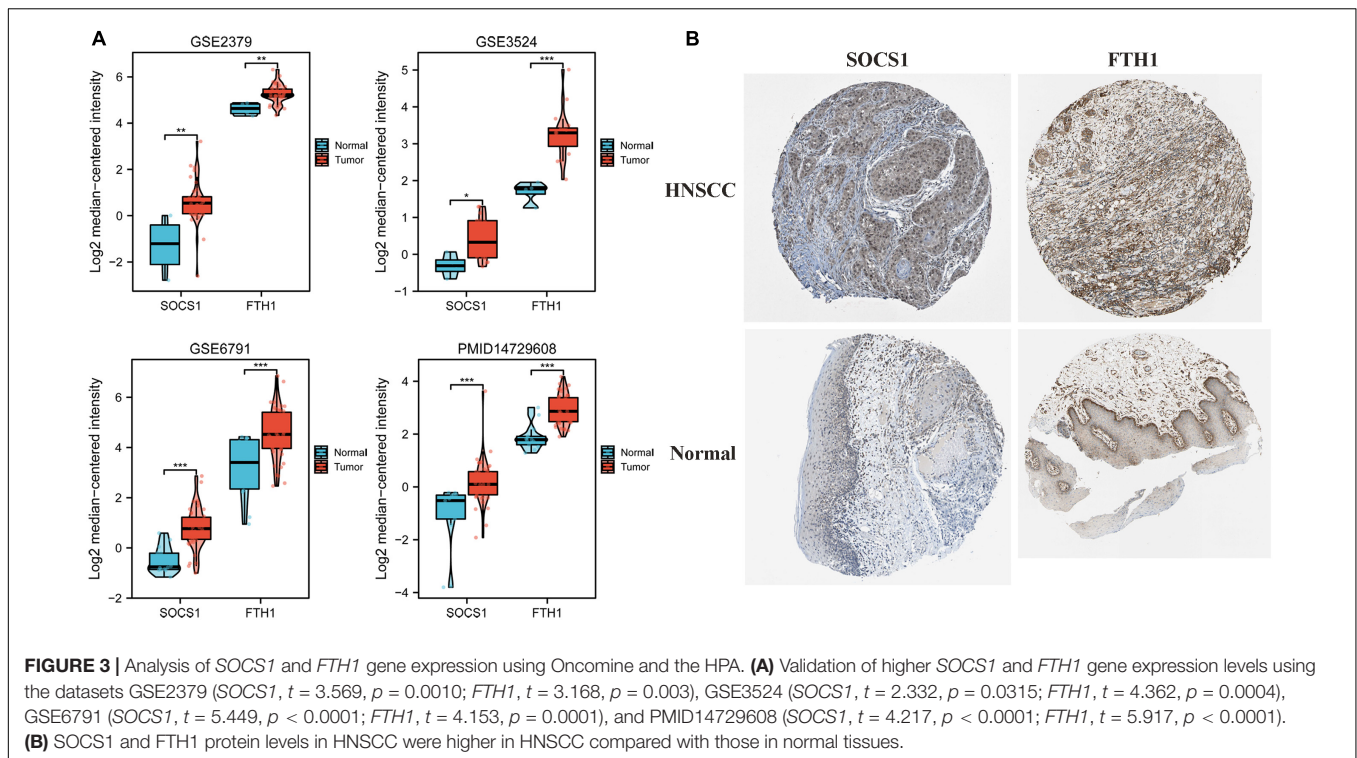 A
B
GSE2379
Log2 median-centered intensity
6
4
2
0
−2
**
**
SOCS1
FTH1
Normal
Tumor
GSE3524
Log2 median-centered intensity
5
4
3
2
1
0
−1
*
***
SOCS1
FTH1
Normal
Tumor
GSE6791
Log2 median-centered intensity
6
4
2
0
−2
***
***
SOCS1
FTH1
Normal
Tumor
PMID14729608
Log2 median-centered intensity
4
2
0
−2
−4
***
***
SOCS1
FTH1
Normal
Tumor
SOCS1
FTH1
HNSCC
Normal
FIGURE 3 | Analysis of SOCS1 and FTH1 gene expression using Oncomine and the HPA. (A) Validation of higher SOCS1 and FTH1 gene expression levels using
the datasets GSE2379 (SOCS1, t = 3.569, p = 0.0010; FTH1, t = 3.168, p = 0.003), GSE3524 (SOCS1, t = 2.332, p = 0.0315; FTH1, t = 4.362, p = 0.0004),
GSE6791 (SOCS1, t = 5.449, p < 0.0001; FTH1, t = 4.153, p = 0.0001), and PMID14729608 (SOCS1, t = 4.217, p < 0.0001; FTH1, t = 5.917, p < 0.0001).
(B) SOCS1 and FTH1 protein levels in HNSCC were higher in HNSCC compared with those in normal tissues.